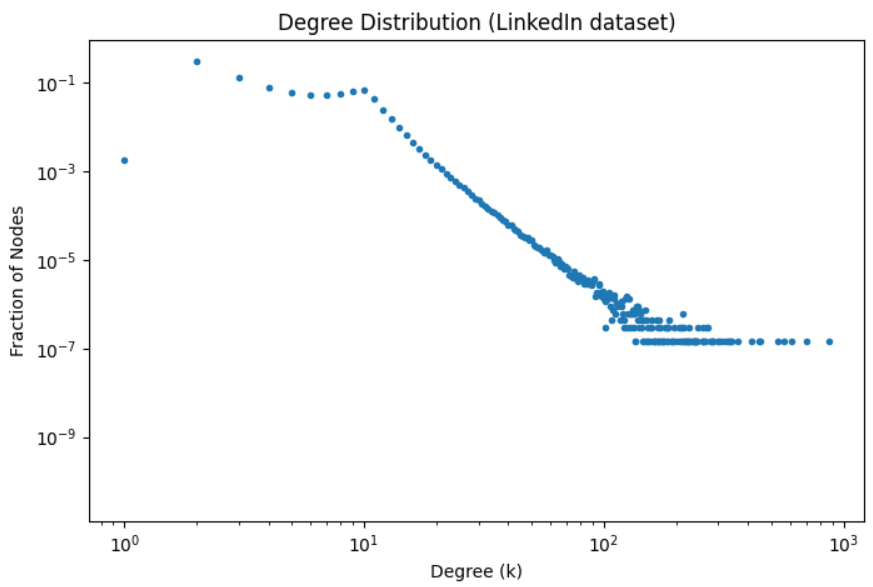 Degree Distribution (LinkedIn dataset)
Fraction of Nodes
10⁻¹
10⁻³
10⁻⁵
10⁻⁷
10⁻⁹
10⁰ 10¹ 10² 10³
Degree (k)